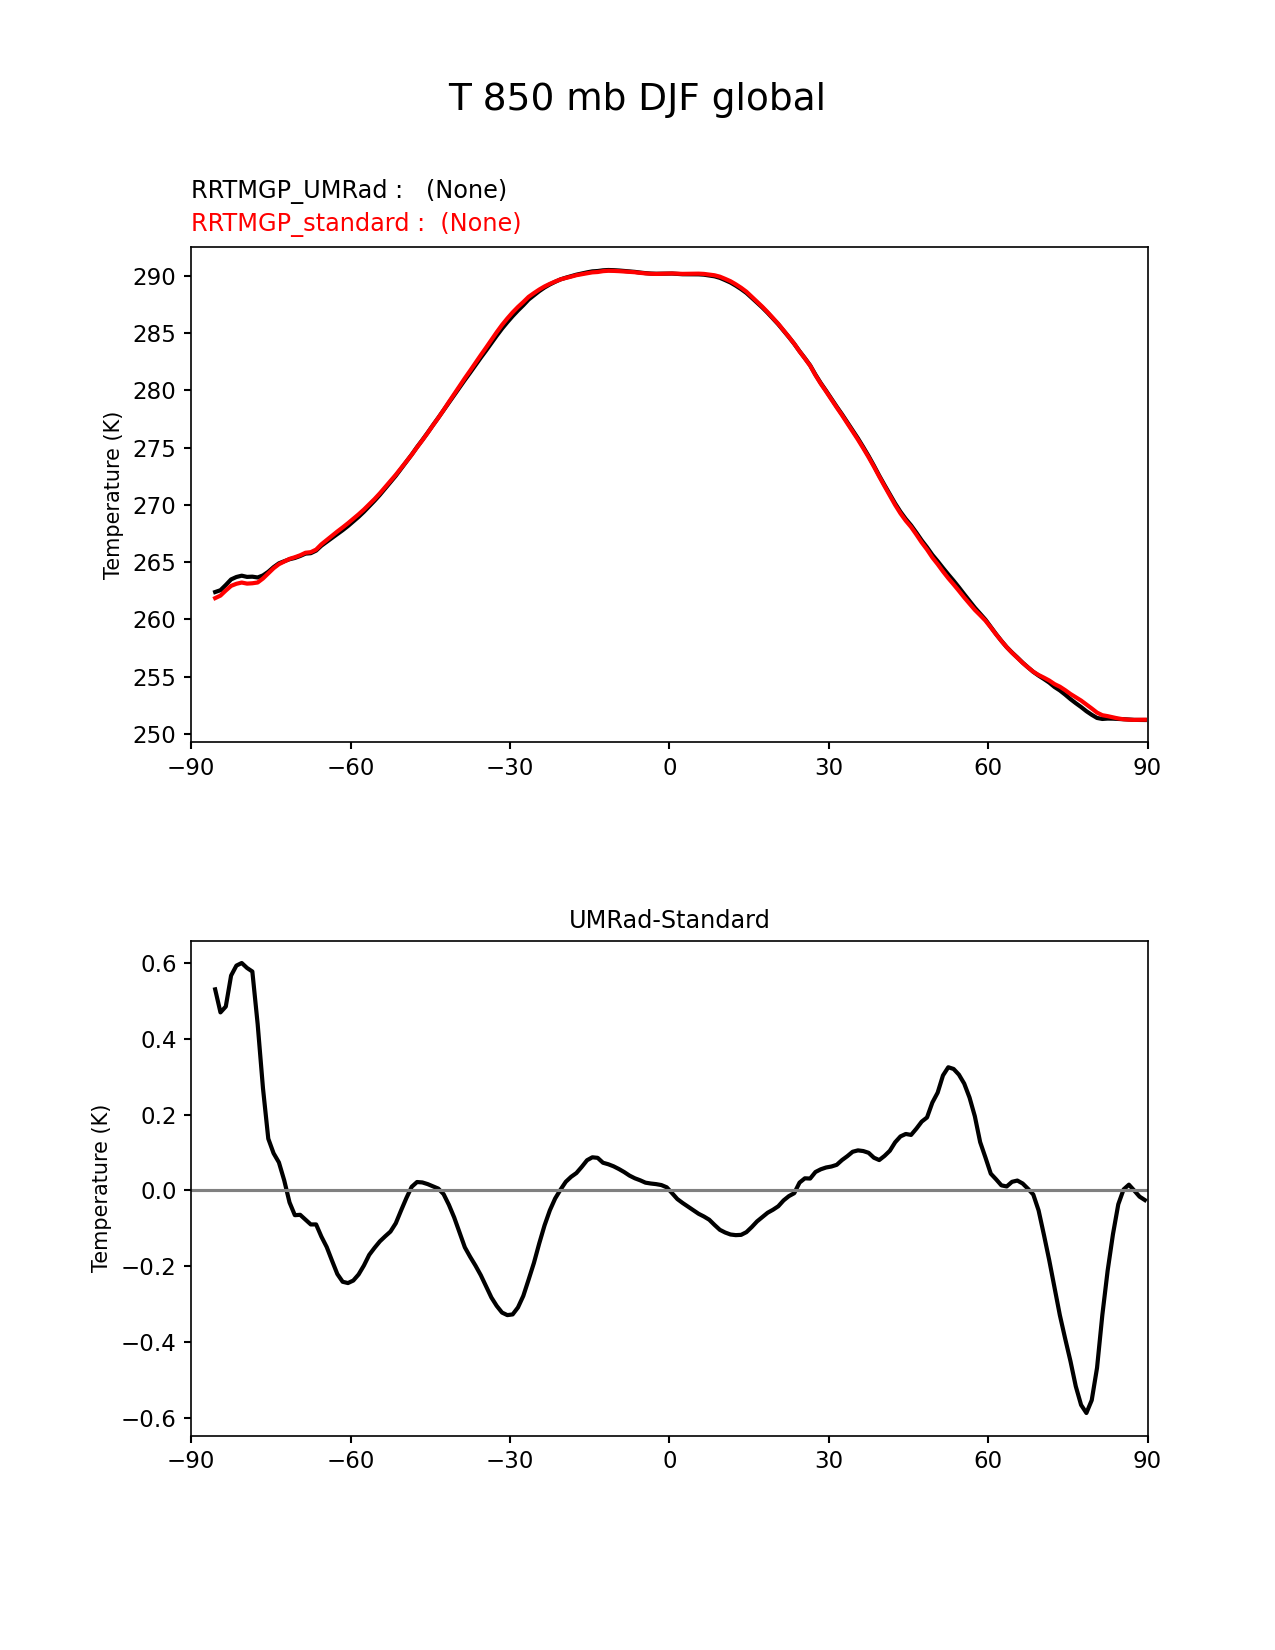 T 850 mb DJF global
RRTMGP_UMRad :   (None)
RRTMGP_standard :  (None)
290
285
280
275
270
265
260
255
250
Temperature (K)
−90 −60 −30 0 30 60 90
UMRad-Standard
0.6
0.4
0.2
0.0
−0.2
−0.4
−0.6
Temperature (K)
−90 −60 −30 0 30 60 90